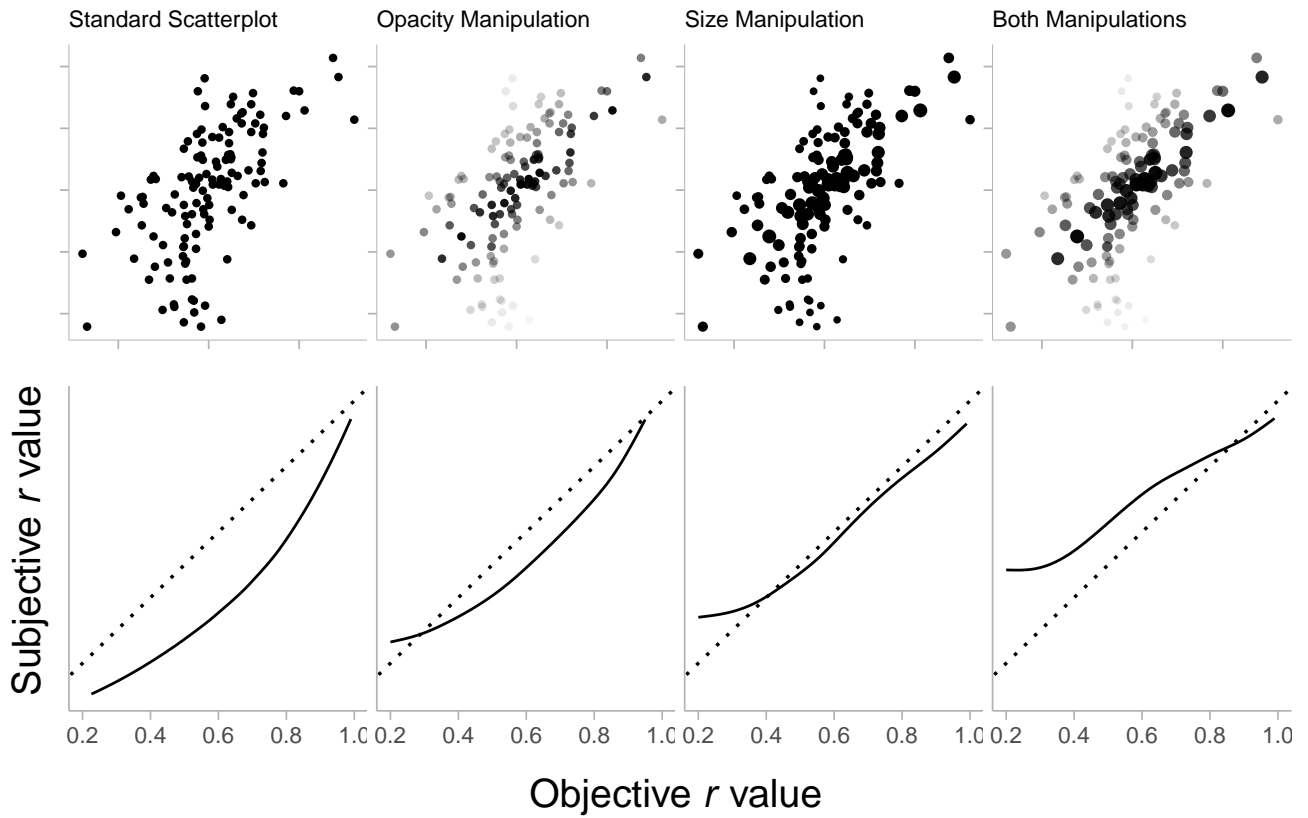 Standard Scatterplot
Opacity Manipulation
Size Manipulation
Both Manipulations
Subjective r value
0.2 0.4 0.6 0.8 1.0
0.2 0.4 0.6 0.8 1.0
0.2 0.4 0.6 0.8 1.0
0.2 0.4 0.6 0.8 1.0
Objective r value